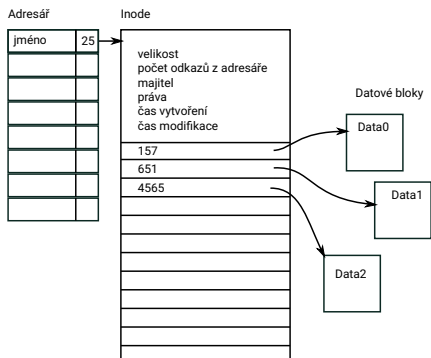 Adresář
Inode
jméno 25
velikost
počet odkazů z adresáře
majitel
práva
čas vytvoření
čas modifikace
Datové bloky
157
651
4565
Data0
Data1
Data2